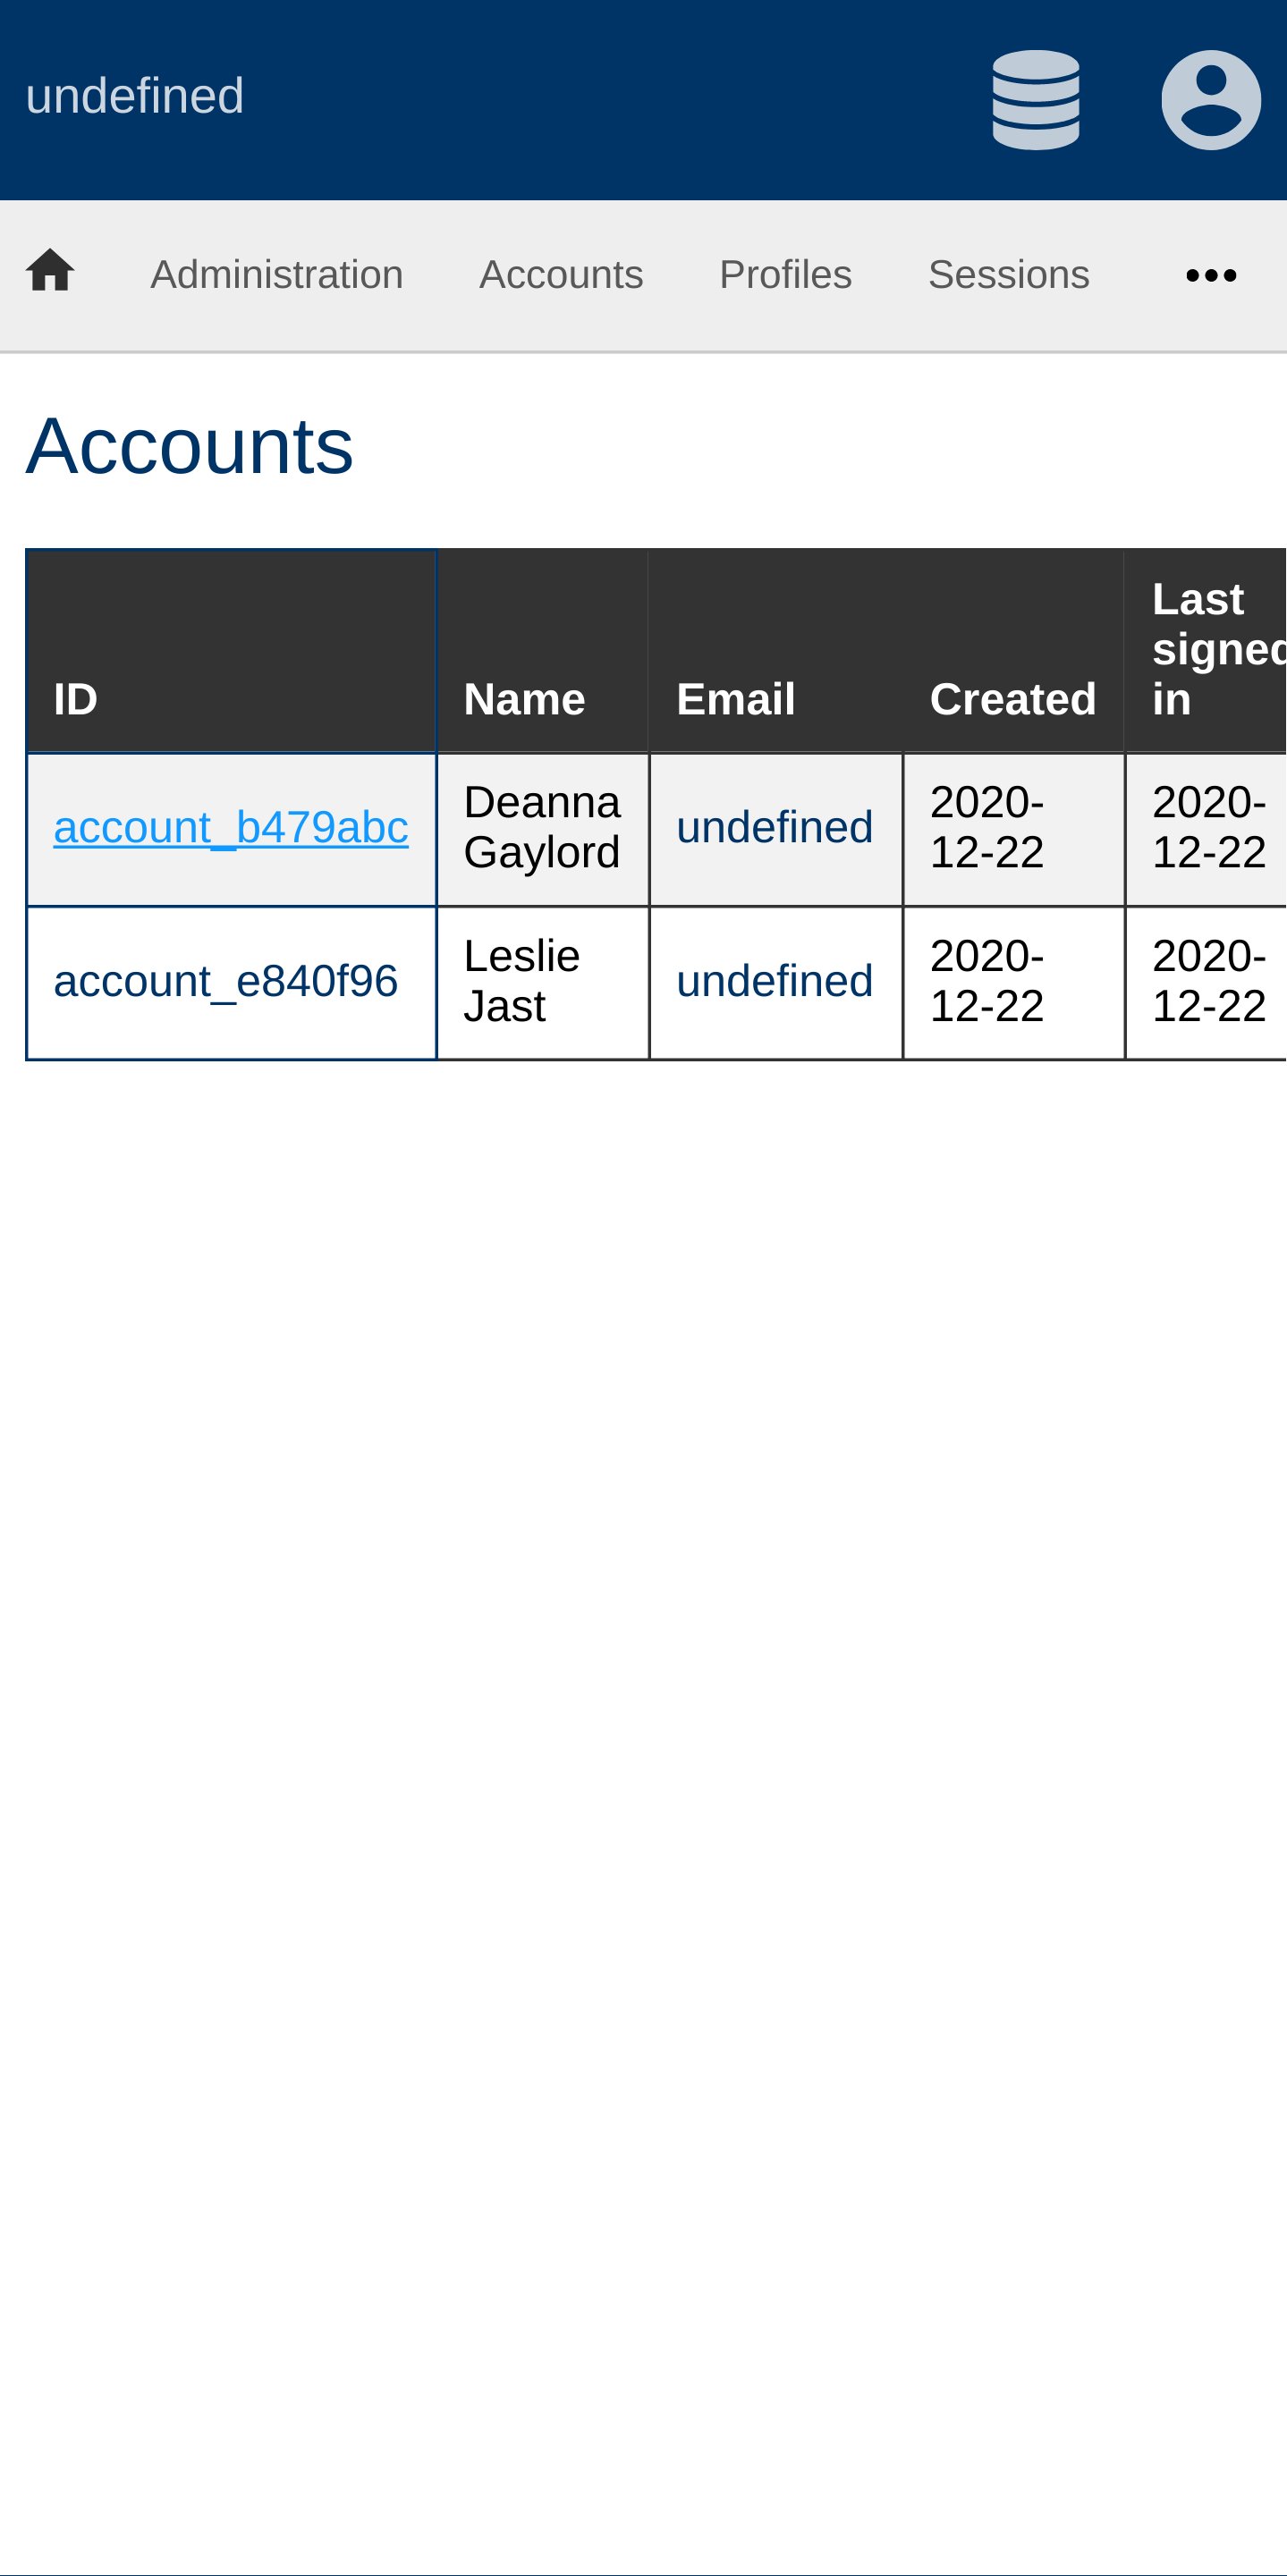 undefined
Administration Accounts Profiles Sessions •••
Accounts
ID Name Email Created Last signed in
account_b479abc Deanna Gaylord undefined 2020-12-22 2020-12-22
account_e840f96 Leslie Jast undefined 2020-12-22 2020-12-22